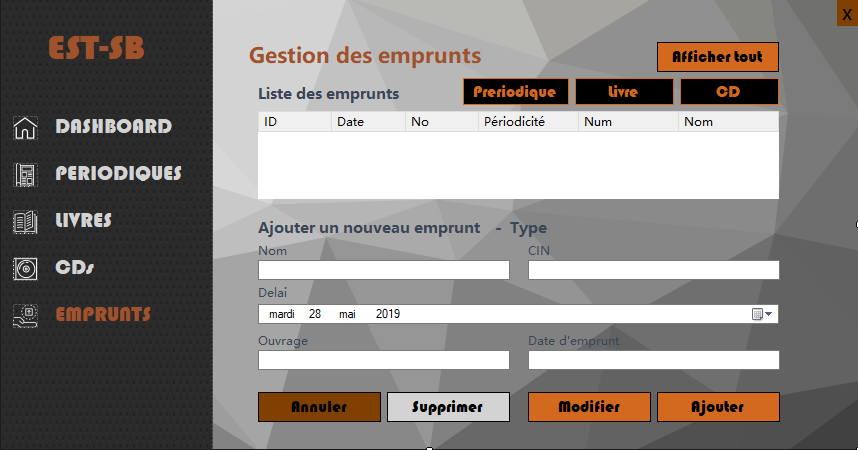 X
EST-SB
DASHBOARD
PERIODIQUES
LIVRES
CDs
EMPRUNTS
Gestion des emprunts
Afficher tout
Liste des emprunts
Preriodique
Livre
CD
ID Date No Périodicité Num Nom
Ajouter un nouveau emprunt - Type
Nom CIN
Delai
mardi 28 mai 2019
Ouvrage Date d'emprunt
Annuler Supprimer Modifier Ajouter